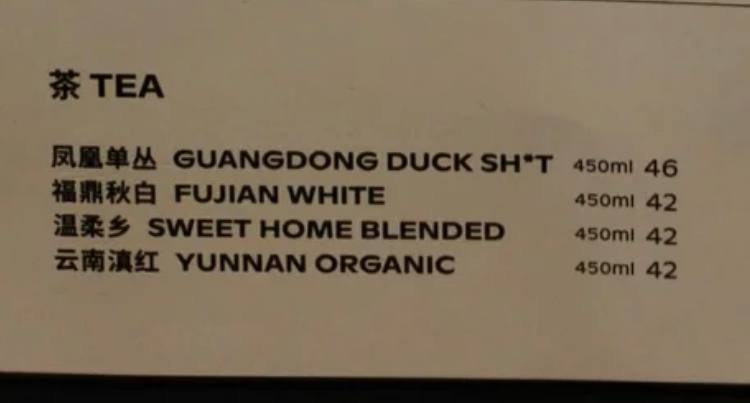 茶 TEA
凤凰单丛 GUANGDONG DUCK SH*T 450ml 46
福鼎秋白 FUJIAN WHITE 450ml 42
温柔乡 SWEET HOME BLENDED 450ml 42
云南滇红 YUNNAN ORGANIC 450ml 42